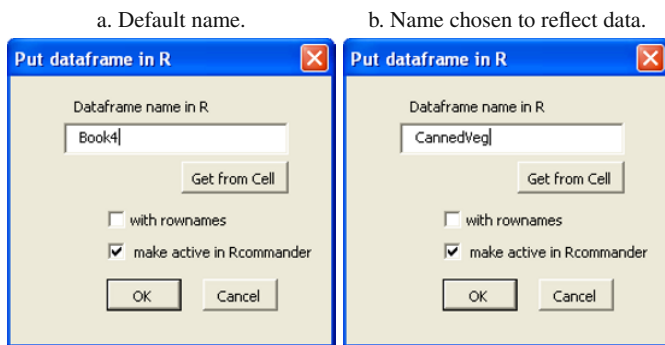 a. Default name.
Put dataframe in R
Dataframe name in R
Book4
Get from Cell
with rownames
make active in Rcommander
OK
Cancel
b. Name chosen to reflect data.
Put dataframe in R
Dataframe name in R
CannedVeg
Get from Cell
with rownames
make active in Rcommander
OK
Cancel